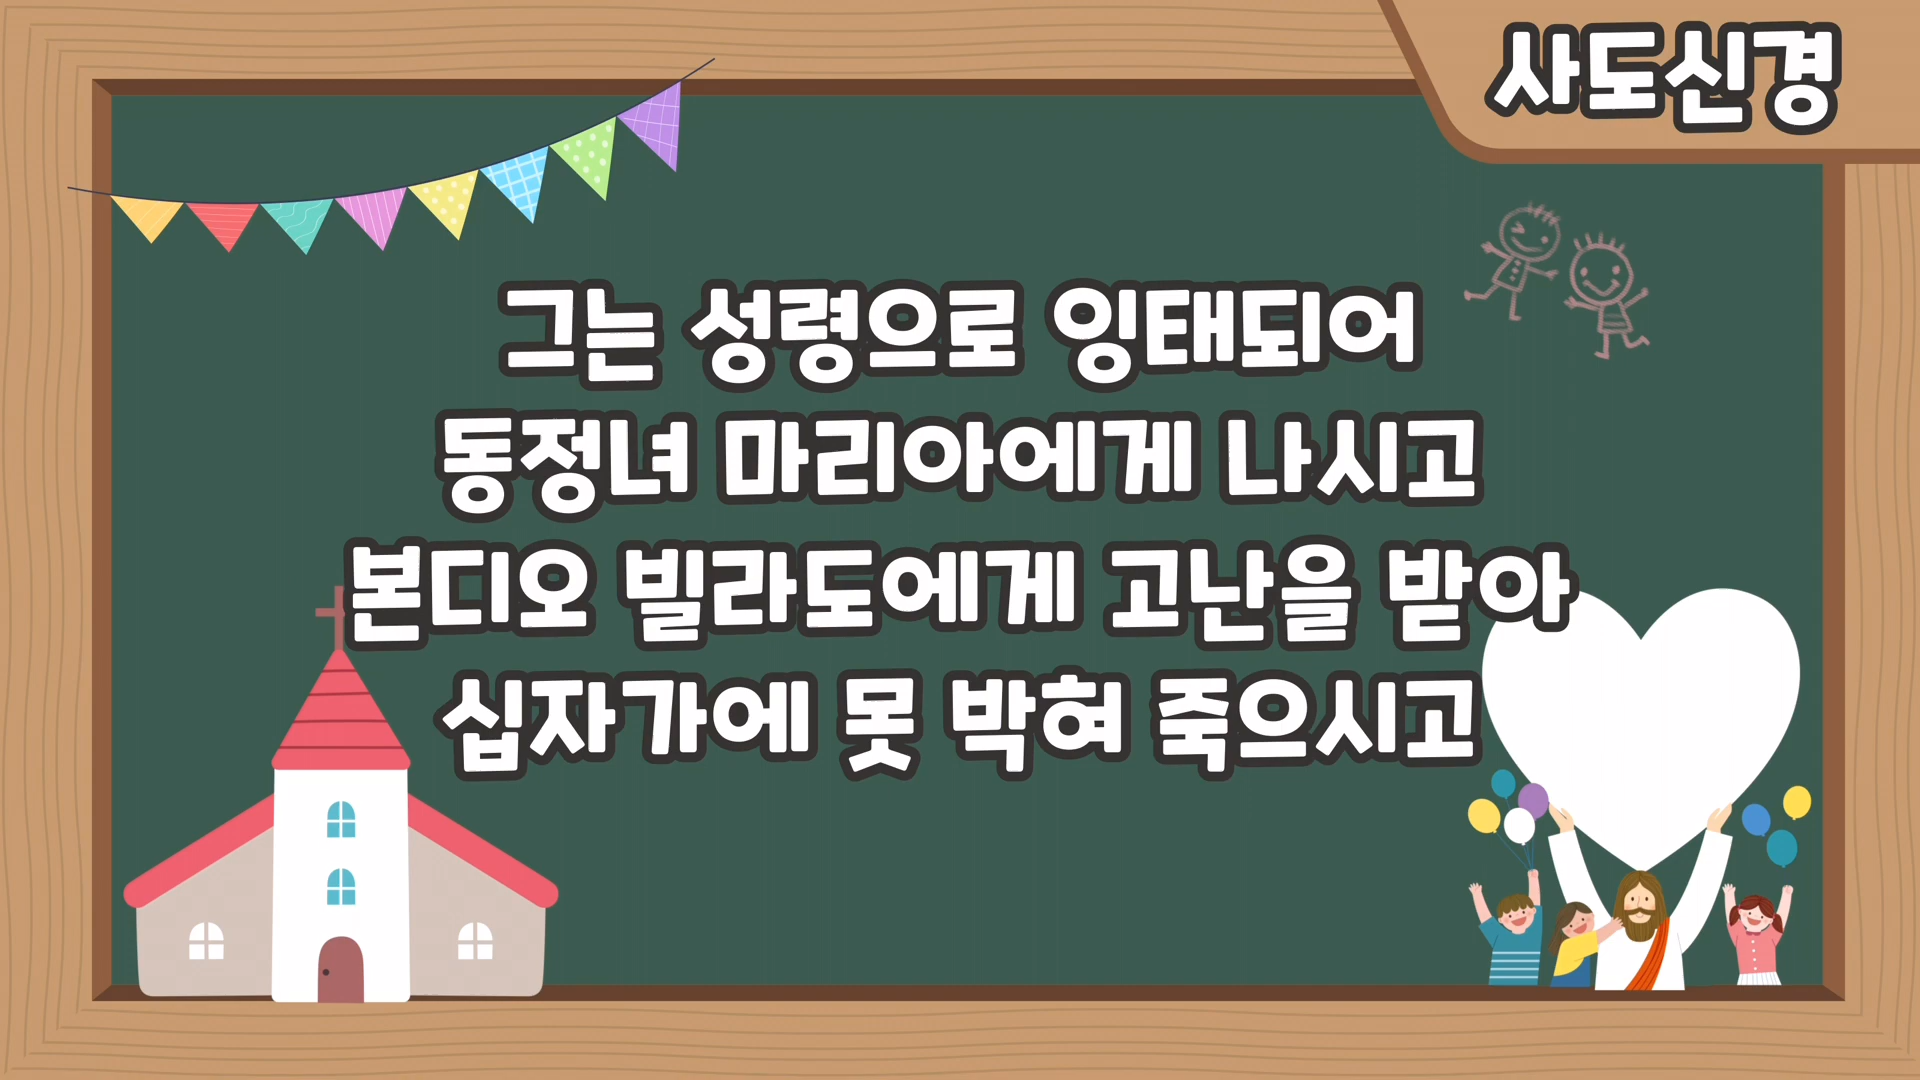 사도신경
그는 성령으로 잉태되어
동정녀 마리아에게 나시고
본디오 빌라도에게 고난을 받아
십자가에 못 박혀 죽으시고